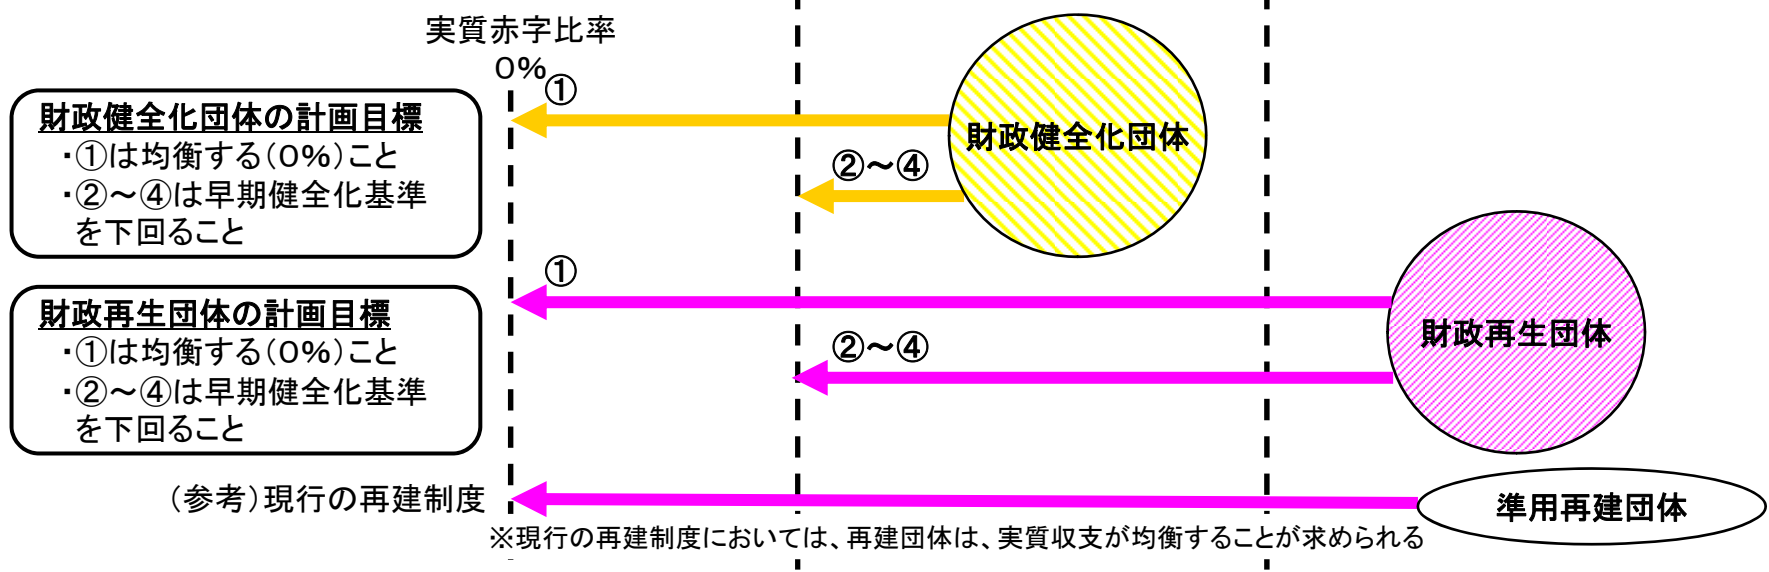 実質赤字比率
0%
①
財政健全化団体の計画目標
・①は均衡する(0%)こと
・②～④は早期健全化基準
を下回ること
財政健全化団体
②～④
①
財政再生団体の計画目標
・①は均衡する(0%)こと
・②～④は早期健全化基準
を下回ること
②～④
財政再生団体
(参考)現行の再建制度
準用再建団体
※現行の再建制度においては、再建団体は、実質収支が均衡することが求められる